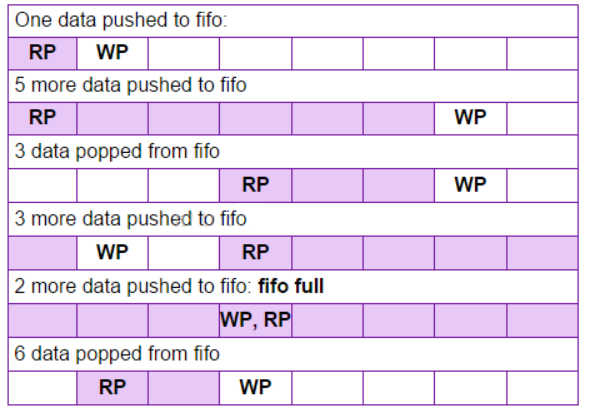 One data pushed to fifo:
RP WP
5 more data pushed to fifo
RP WP
3 data popped from fifo
RP WP
3 more data pushed to fifo
WP RP
2 more data pushed to fifo: fifo full
WP, RP
6 data popped from fifo
RP WP